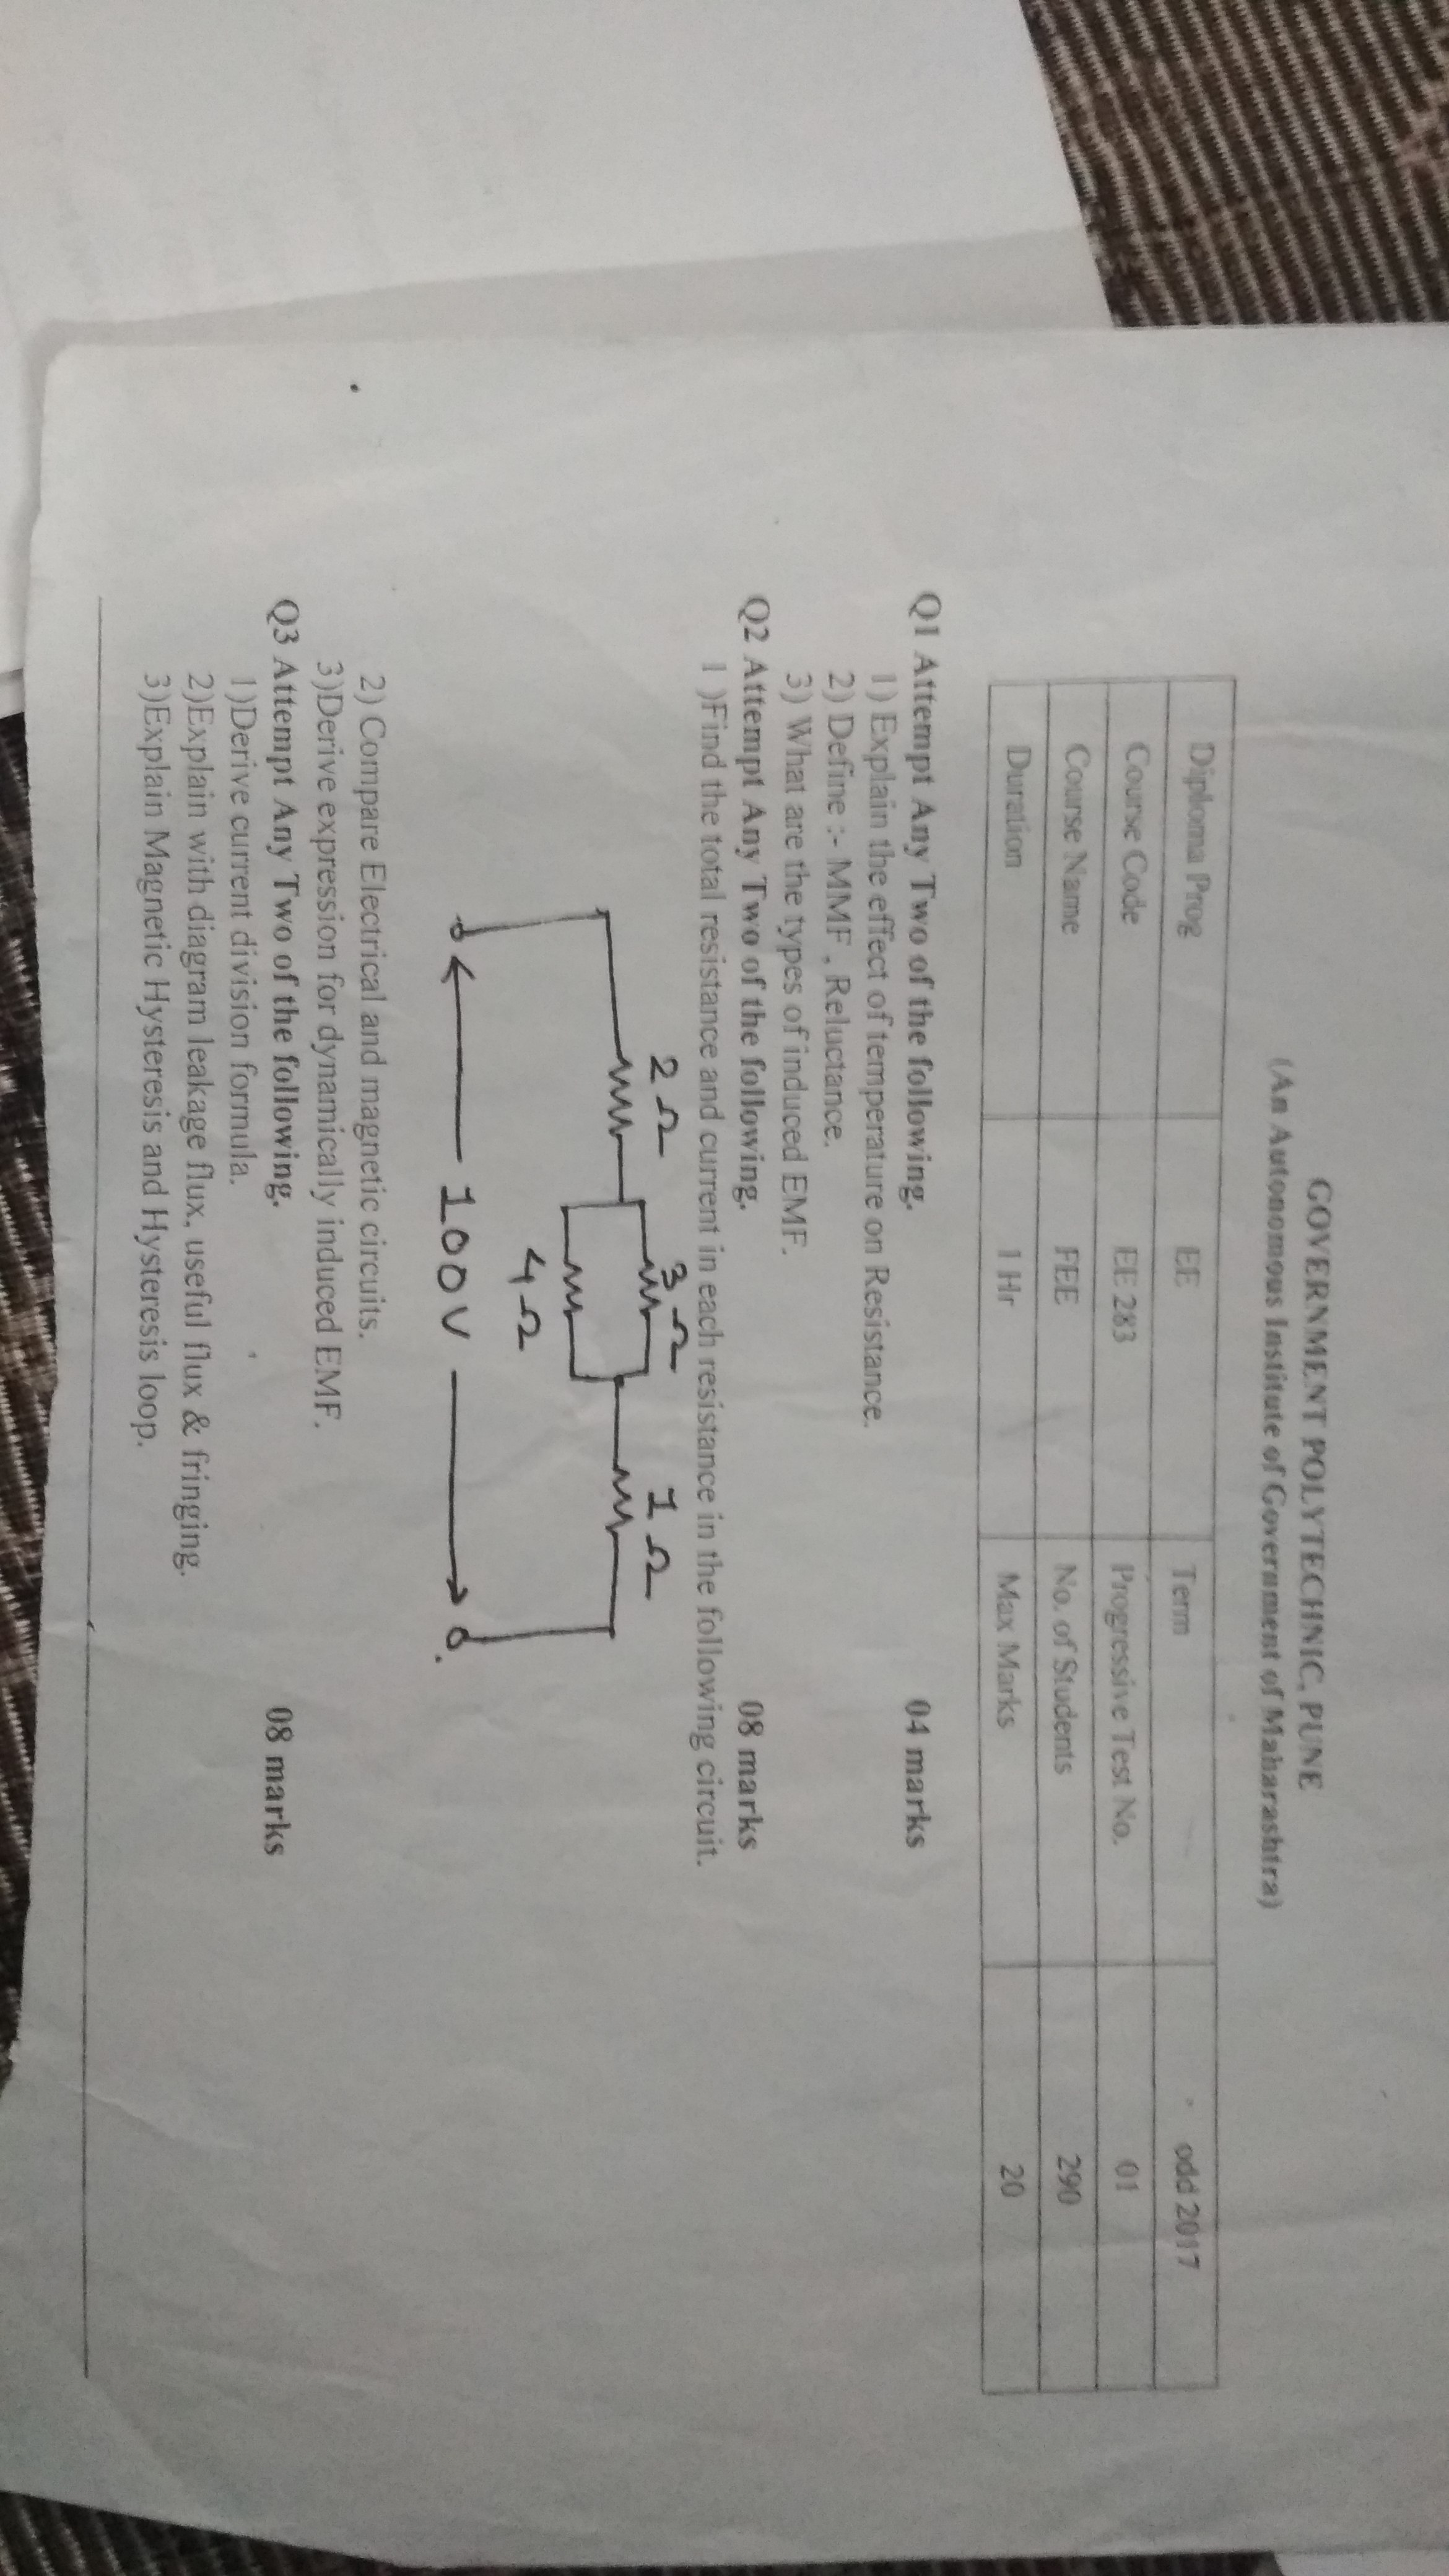 GOVERNMENT POLYTECHNIC, PUNE
(An Autonomous Institute of Government of Maharashtra)
Diploma Prog EE Term odd 2017
Course Code EE 283 Progressive Test No. 01
Course Name FEE No. of Students 290
Duration 1 Hr Max Marks 20
Q1 Attempt Any Two of the following. 04 marks
1) Explain the effect of temperature on Resistance.
2) Define :- MMF , Reluctance.
3) What are the types of induced EMF.
Q2 Attempt Any Two of the following. 08 marks
1 )Find the total resistance and current in each resistance in the following circuit.
2 Ω 3 Ω 1 Ω
4 Ω
100V
2) Compare Electrical and magnetic circuits.
3)Derive expression for dynamically induced EMF.
Q3 Attempt Any Two of the following. 08 marks
1)Derive current division formula.
2)Explain with diagram leakage flux, useful flux & fringing.
3)Explain Magnetic Hysteresis and Hysteresis loop.